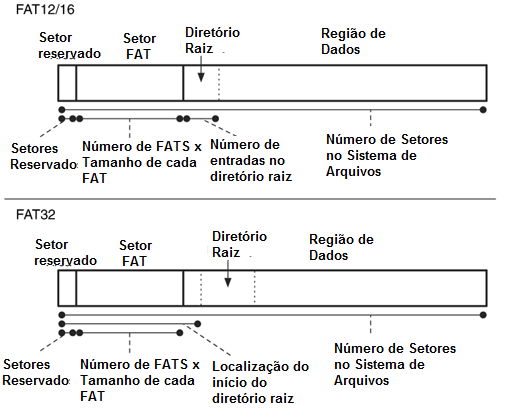 FAT12/16
Setor
reservado
Setor
FAT
Diretório
Raiz
Região de
Dados
Setores
Reservado
Número de FATS x
Tamanho de cada
FAT
Número de
entradas no
diretório raiz
Número de Setores
no Sistema de
Arquivos
FAT32
Setor
reservado
Setor
FAT
Diretório
Raiz
Região de
Dados
Setores
Reservado
Número de FATS x
Tamanho de cada
FAT
Localização do
início do
diretório raiz
Número de Setores
no Sistema de
Arquivos